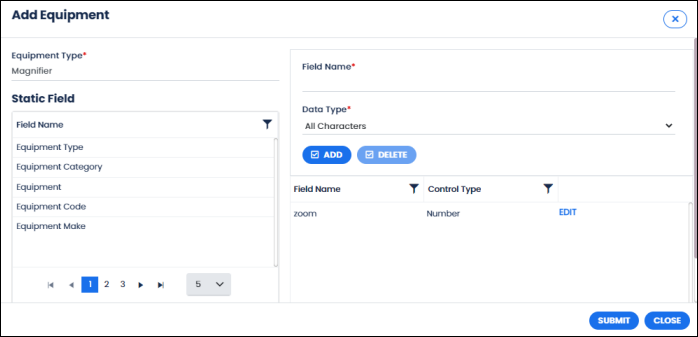 Add Equipment
Equipment Type*
Magnifier
Static Field
Field Name
Equipment Type
Equipment Category
Equipment
Equipment Code
Equipment Make
1 2 3 5
Field Name*
Data Type*
All Characters
ADD DELETE
Field Name Control Type
zoom Number EDIT
SUBMIT CLOSE